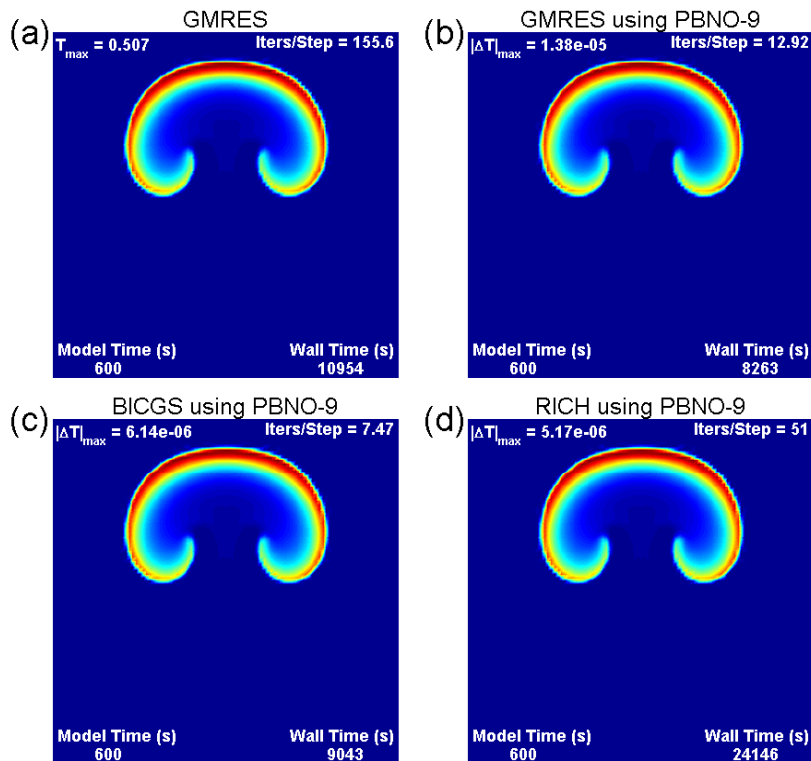 (a)
GMRES
T max = 0.507
Iters/Step = 155.6
Model Time (s)
600
Wall Time (s)
10954
(b)
GMRES using PBNO-9
|ΔT| max = 1.38e-05
Iters/Step = 12.92
Model Time (s)
600
Wall Time (s)
8263
(c)
BICGS using PBNO-9
|ΔT| max = 6.14e-06
Iters/Step = 7.47
Model Time (s)
600
Wall Time (s)
9043
(d)
RICH using PBNO-9
|ΔT| max = 5.17e-06
Iters/Step = 51
Model Time (s)
600
Wall Time (s)
24146